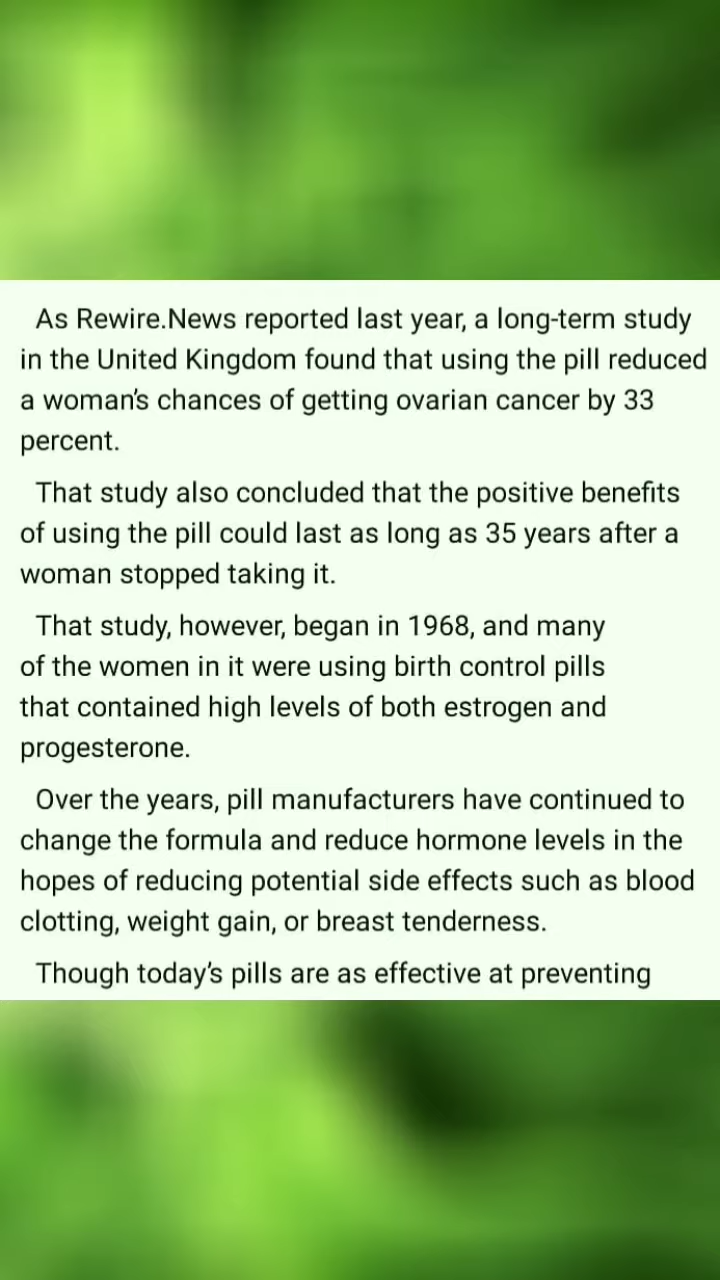 As Rewire.News reported last year, a long-term study
in the United Kingdom found that using the pill reduced
a woman's chances of getting ovarian cancer by 33
percent.
That study also concluded that the positive benefits
of using the pill could last as long as 35 years after a
woman stopped taking it.
That study, however, began in 1968, and many
of the women in it were using birth control pills
that contained high levels of both estrogen and
progesterone.
Over the years, pill manufacturers have continued to
change the formula and reduce hormone levels in the
hopes of reducing potential side effects such as blood
clotting, weight gain, or breast tenderness.
Though today's pills are as effective at preventing